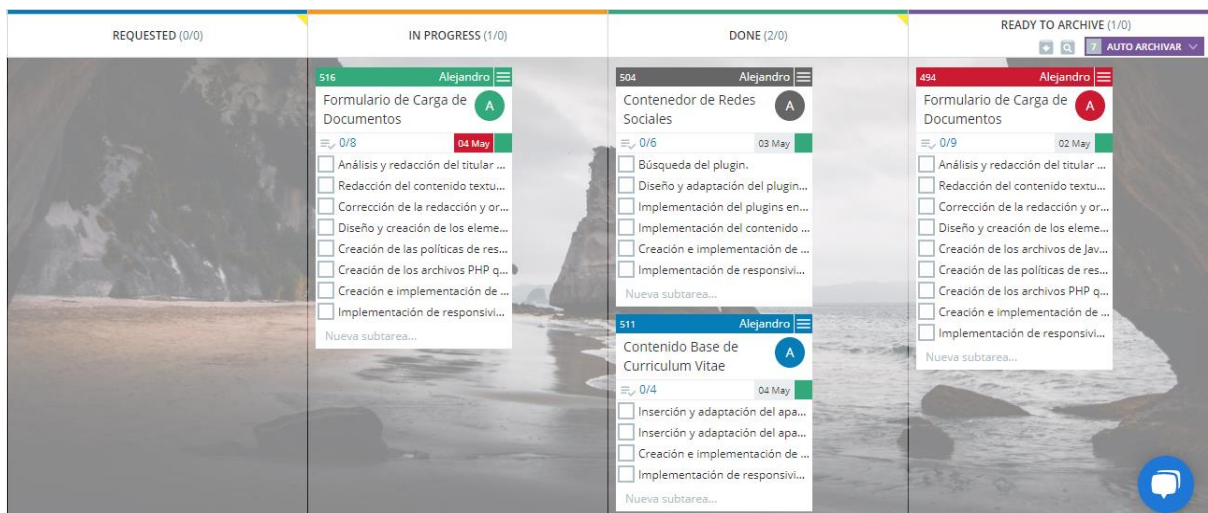 REQUESTED (0/0)
IN PROGRESS (1/0)
DONE (2/0)
READY TO ARCHIVE (1/0)
7 AUTO ARCHIVAR
516 Alejandro
Formulario de Carga de
Documentos
A
0/8 04 May
Análisis y redacción del titular ...
Redacción del contenido textu...
Corrección de la redacción y or...
Diseño y creación de los eleme...
Creación de las políticas de res...
Creación de los archivos PHP q...
Creación e implementación de ...
Implementación de responsivi...
Nueva subtarea...
504 Alejandro
Contenedor de Redes
Sociales
A
0/6 03 May
Búsqueda del plugin.
Diseño y adaptación del plugin...
Implementación del plugins en...
Implementación del contenido ...
Creación e implementación de ...
Implementación de responsivi...
Nueva subtarea...
511 Alejandro
Contenido Base de
Curriculum Vitae
A
0/4 04 May
Inserción y adaptación del apa...
Inserción y adaptación del apa...
Creación e implementación de ...
Implementación de responsivi...
Nueva subtarea...
494 Alejandro
Formulario de Carga de
Documentos
A
0/9 02 May
Análisis y redacción del titular ...
Redacción del contenido textu...
Corrección de la redacción y or...
Diseño y creación de los eleme...
Creación de los archivos de Jav...
Creación de las políticas de res...
Creación de los archivos PHP q...
Creación e implementación de ...
Implementación de responsivi...
Nueva subtarea...